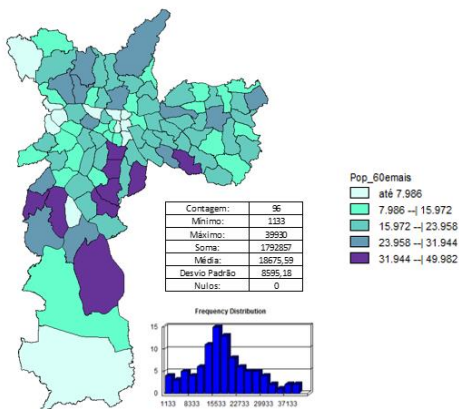 Pop_60emais
até 7.986
7.986 --| 15.972
15.972 --| 23.958
23.958 --| 31.944
31.944 --| 49.982
Contagem: 96
Mínimo: 1133
Máximo: 39930
Soma: 1792857
Média: 18675,59
Desvio Padrão 8595,18
Nulos: 0
Frequency Distribution
15
10
5
0
1133 8333 15533 22733 29933 37133